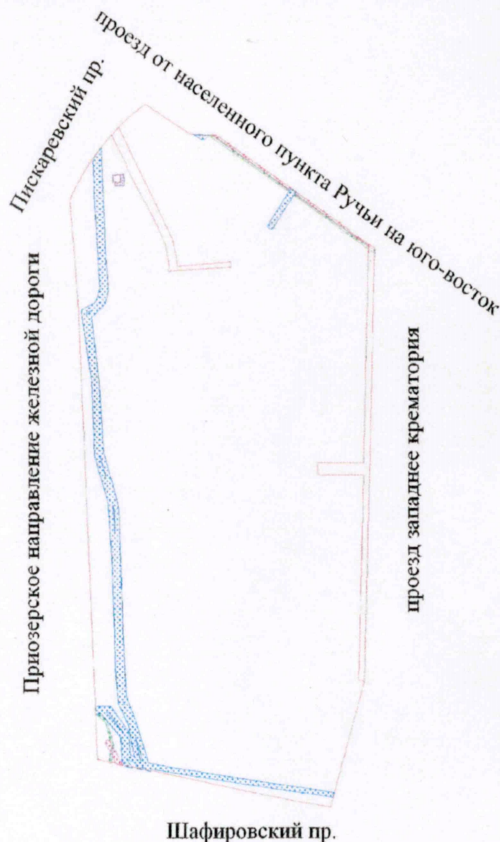 проезд от населенного пункта Ручьи на юго-восток
Пискаревский пр.
Приозерское направление железной дороги
проезд западнее крематория
Шафировский пр.